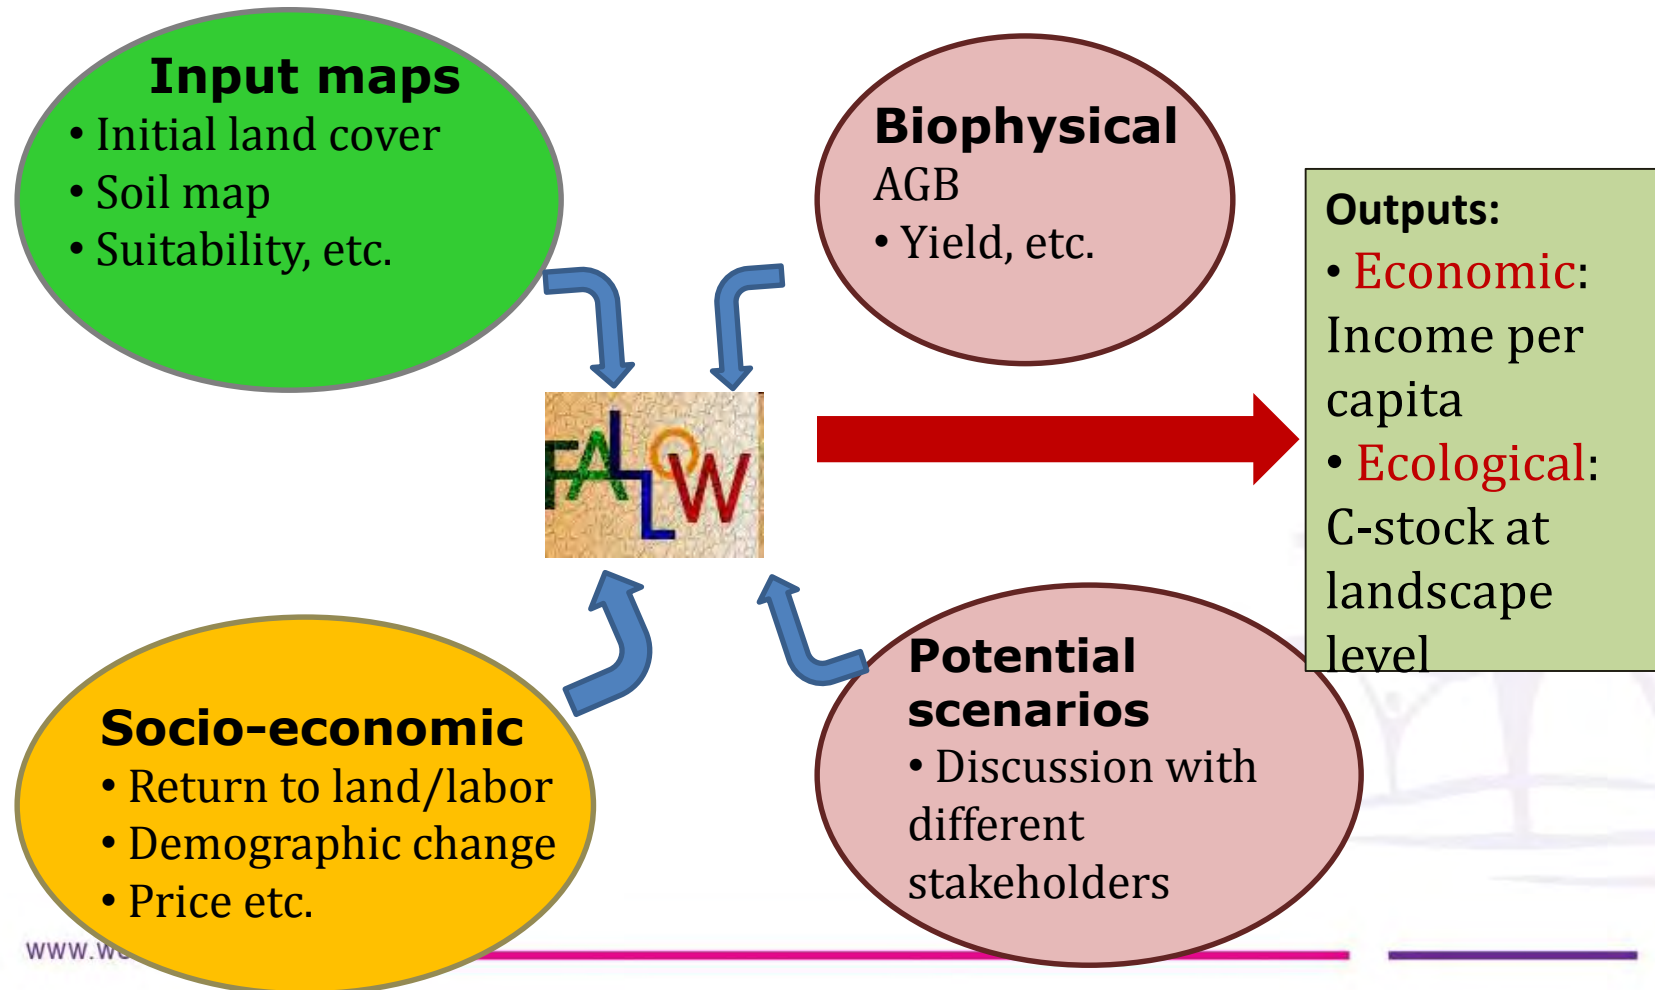 Input maps
• Initial land cover
• Soil map
• Suitability, etc.
Biophysical
AGB
• Yield, etc.
Outputs:
• Economic:
Income per
capita
• Ecological:
C-stock at
landscape
level
FALLOW
Socio-economic
• Return to land/labor
• Demographic change
• Price etc.
Potential
scenarios
• Discussion with
different
stakeholders
www.w